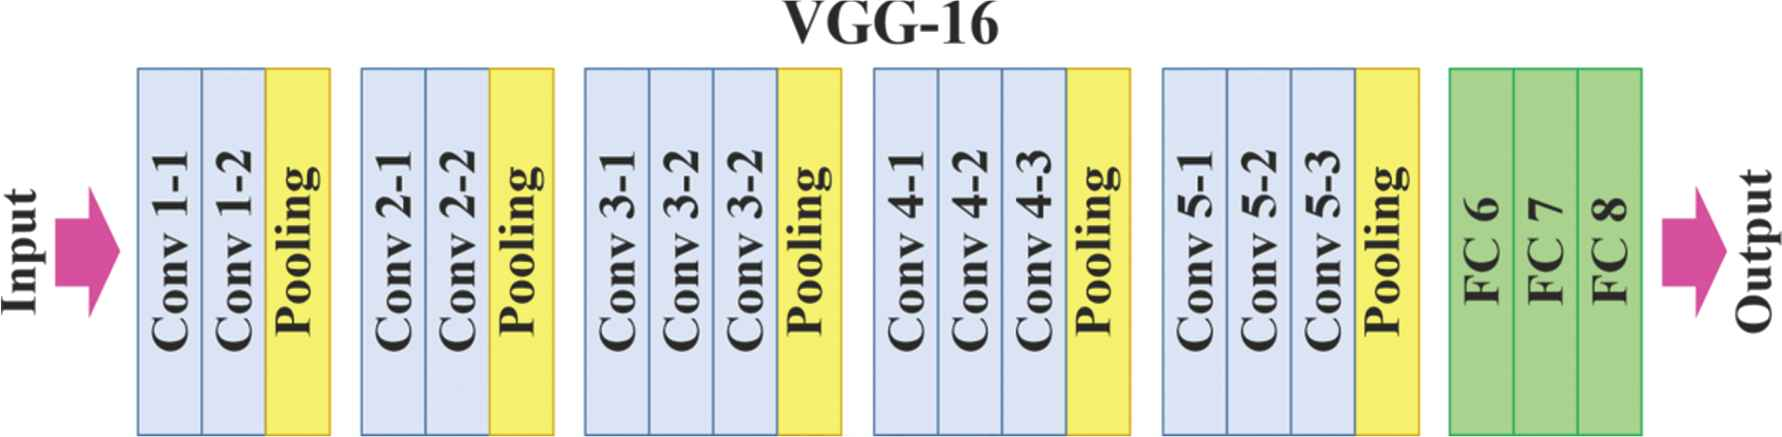 VGG-16
Input
Conv 1-1
Conv 1-2
Pooling
Conv 2-1
Conv 2-2
Pooling
Conv 3-1
Conv 3-2
Conv 3-2
Pooling
Conv 4-1
Conv 4-2
Conv 4-3
Pooling
Conv 5-1
Conv 5-2
Conv 5-3
Pooling
FC 6
FC 7
FC 8
Output